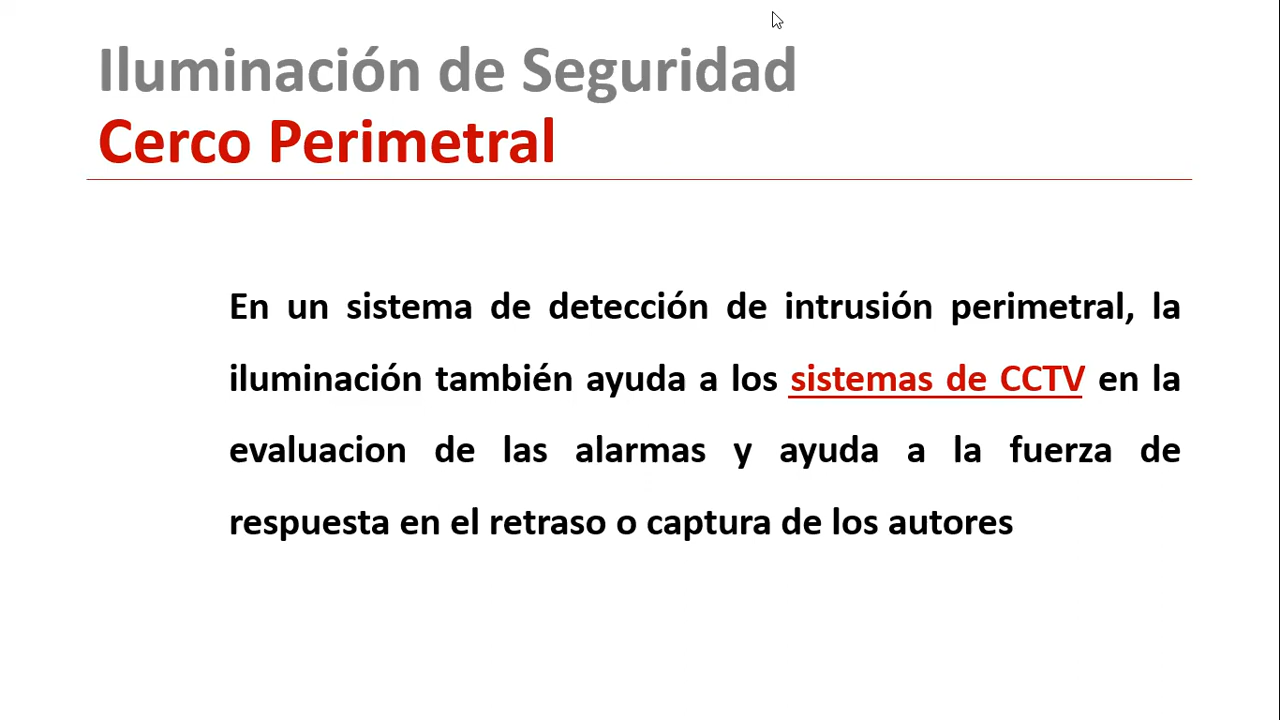 Iluminación de Seguridad
Cerco Perimetral
En un sistema de detección de intrusión perimetral, la
iluminación también ayuda a los sistemas de CCTV en la
evaluacion de las alarmas y ayuda a la fuerza de
respuesta en el retraso o captura de los autores